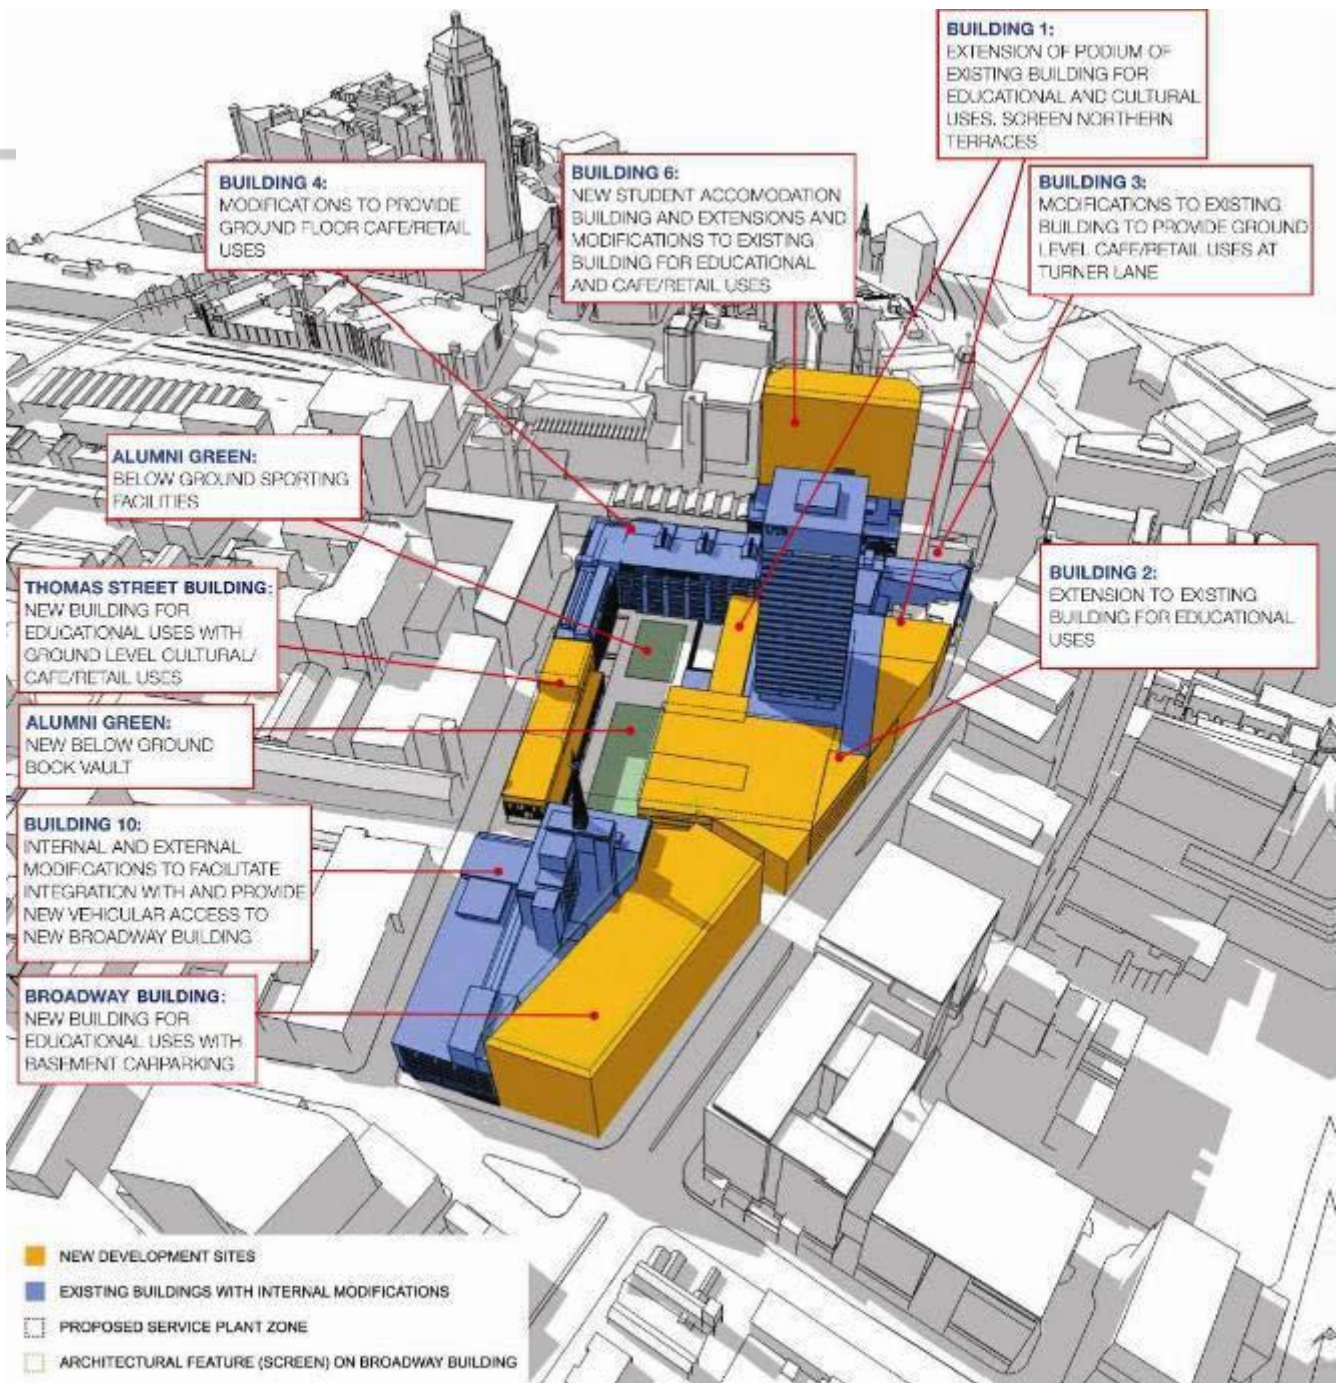 BUILDING 1:
EXTENSION OF PODIUM OF
EXISTING BUILDING FOR
EDUCATIONAL AND CULTURAL
USES. SCREEN NORTHERN
TERRACES
BUILDING 4:
MODIFICATIONS TO PROVIDE
GROUND FLOOR CAFE/RETAIL
USES
BUILDING 6:
NEW STUDENT ACCOMODATION
BUILDING AND EXTENSIONS AND
MODIFICATIONS TO EXISTING
BUILDING FOR EDUCATIONAL
AND CAFE/RETAIL USES
BUILDING 3:
MODIFICATIONS TO EXISTING
BUILDING TO PROVIDE GROUND
LEVEL CAFE/RETAIL USES AT
TURNER LANE
ALUMNI GREEN:
BELOW GROUND SPORTING
FACILITIES
BUILDING 2:
EXTENSION TO EXISTING
BUILDING FOR EDUCATIONAL
USES
THOMAS STREET BUILDING:
NEW BUILDING FOR
EDUCATIONAL USES WITH
GROUND LEVEL CULTURAL/
CAFE/RETAIL USES
ALUMNI GREEN:
NEW BELOW GROUND
BOOK VAULT
BUILDING 10:
INTERNAL AND EXTERNAL
MODIFICATIONS TO FACILITATE
INTEGRATION WITH AND PROVIDE
NEW VEHICULAR ACCESS TO
NEW BROADWAY BUILDING
BROADWAY BUILDING:
NEW BUILDING FOR
EDUCATIONAL USES WITH
BASEMENT CARPARKING
NEW DEVELOPMENT SITES
EXISTING BUILDINGS WITH INTERNAL MODIFICATIONS
PROPOSED SERVICE PLANT ZONE
ARCHITECTURAL FEATURE (SCREEN) ON BROADWAY BUILDING